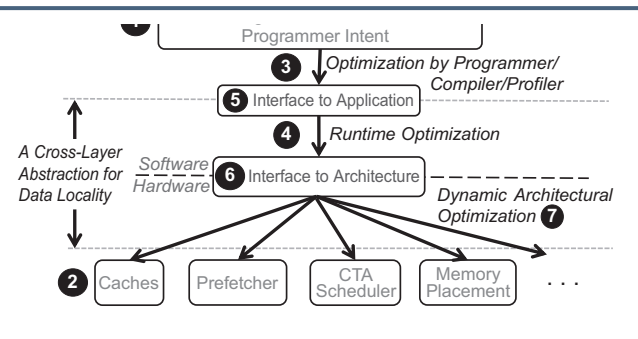 Programmer Intent
3 Optimization by Programmer/
Compiler/Profiler
5 Interface to Application
4 Runtime Optimization
A Cross-Layer
Abstraction for
Data Locality
Software
Hardware
6 Interface to Architecture
Dynamic Architectural
Optimization 7
2 Caches
Prefetcher
CTA
Scheduler
Memory
Placement
. . .